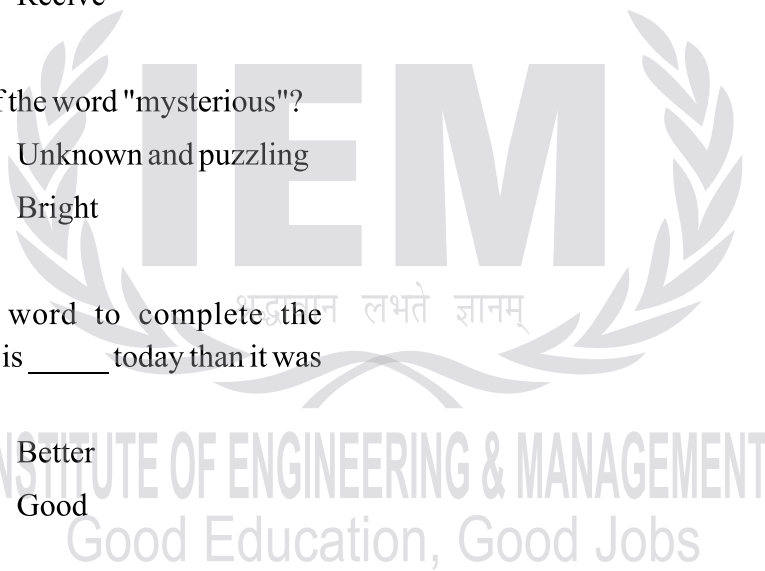 f the word "mysterious"?
Unknown and puzzling
Bright
word to complete the
is _____ today than it was
Better
Good
IEM
श्रद्धावान लभते ज्ञानम्
INSTITUTE OF ENGINEERING & MANAGEMENT
Good Education, Good Jobs